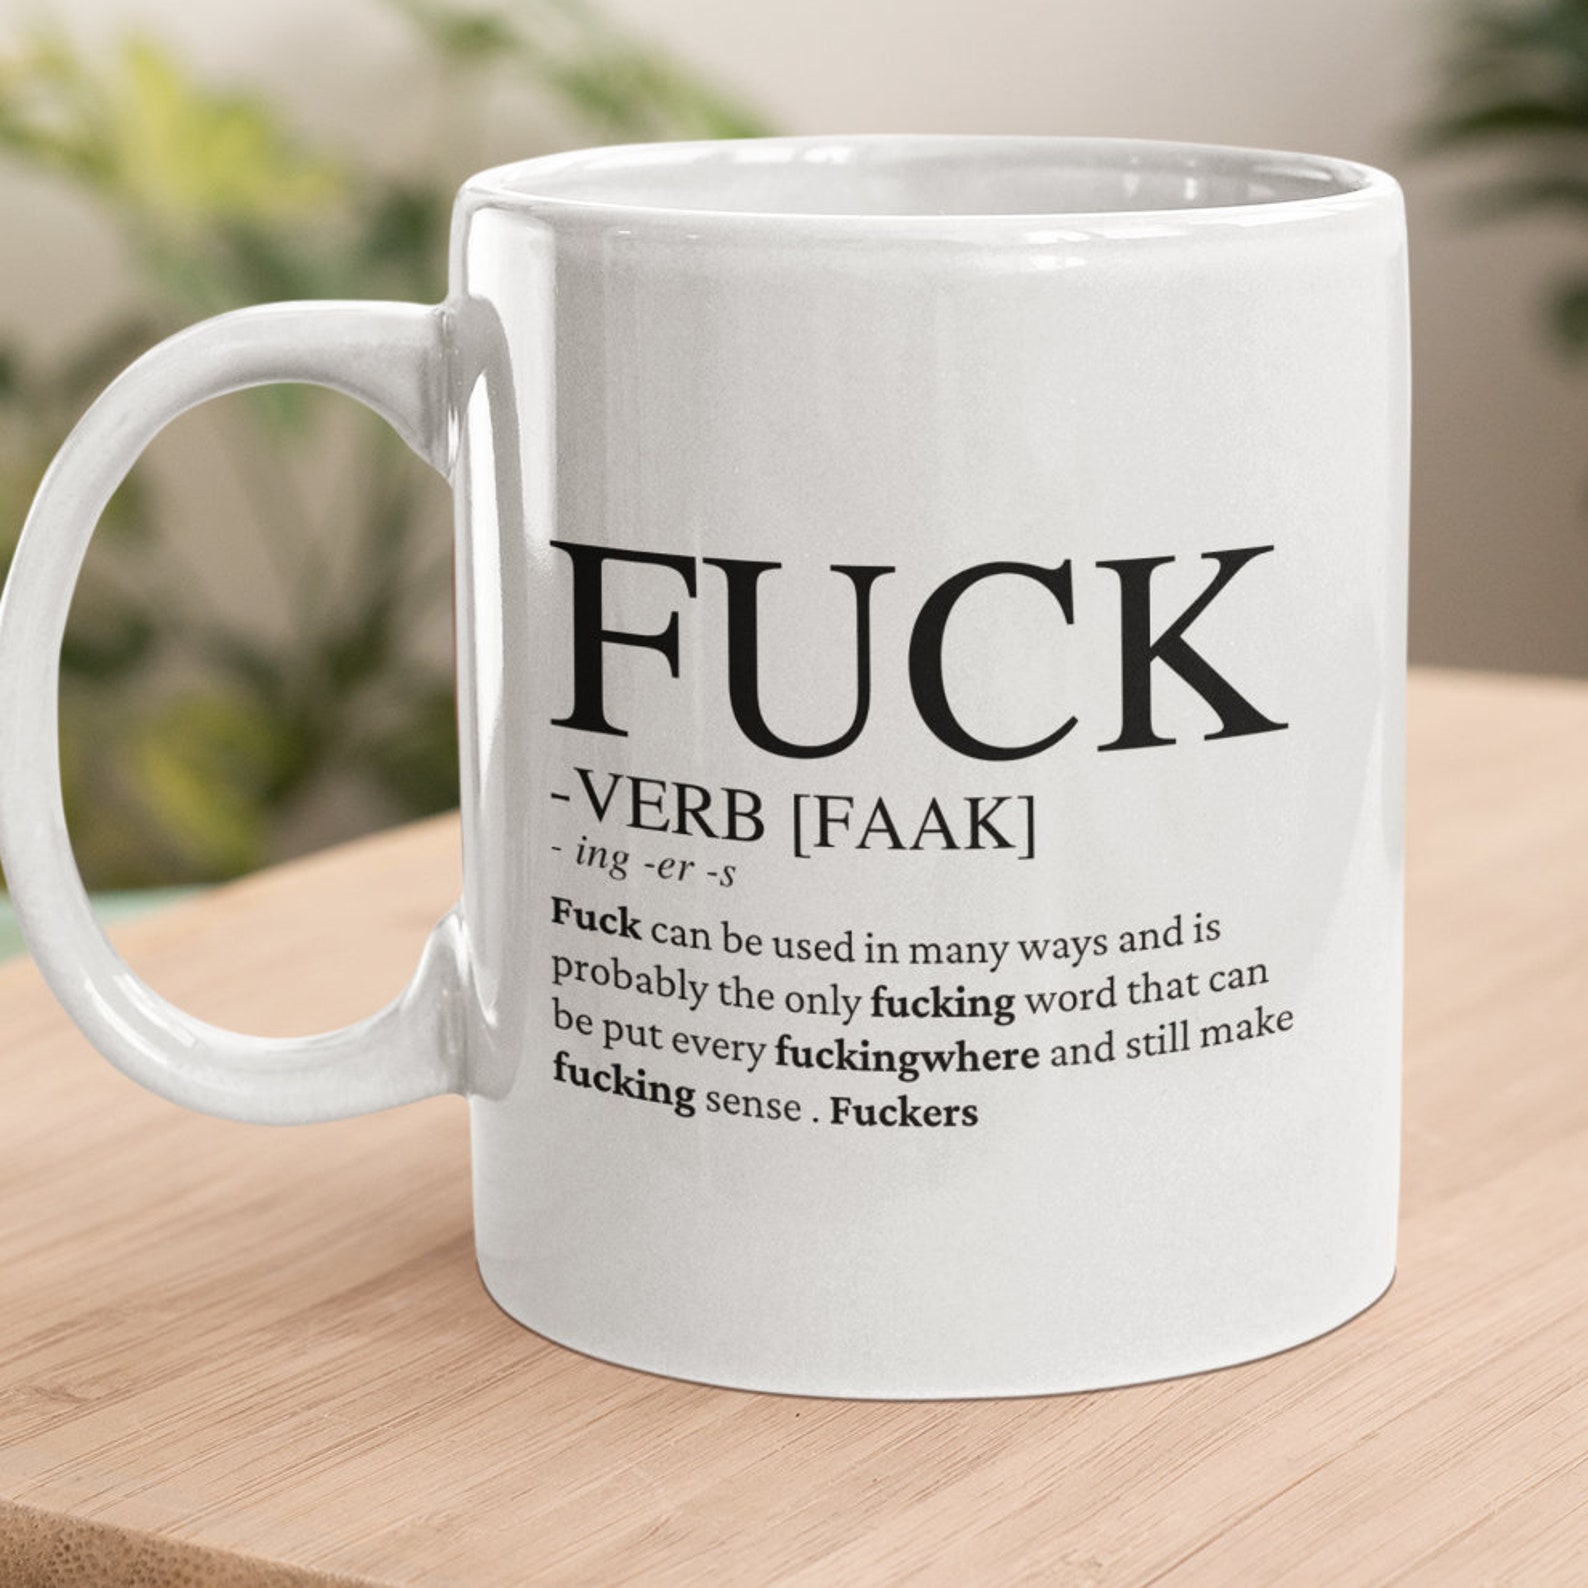 FUCK
-VERB [FAAK]
- ing -er -s
Fuck can be used in many ways and is
probably the only fucking word that can
be put every fuckingwhere and still make
fucking sense . Fuckers